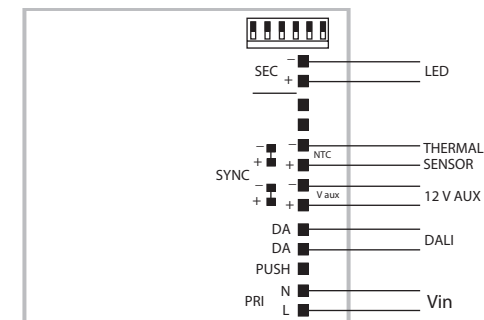 SEC − LED
+
− − THERMAL
NTC
+ + SENSOR
SYNC
− −
V aux 12 V AUX
+ +
DA
DALI
DA
PUSH
N
PRI Vin
L